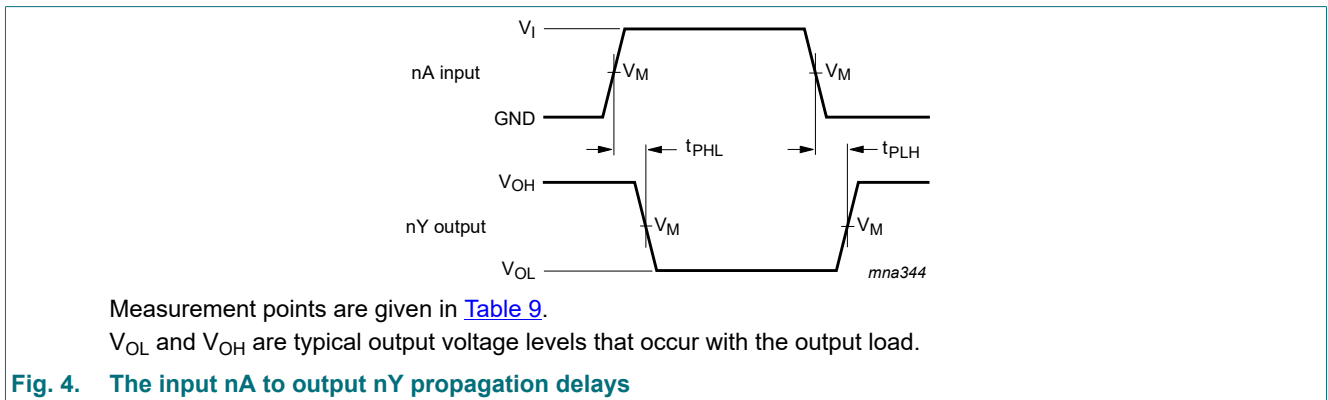 V_I
nA input
V_M V_M
GND
t_PHL t_PLH
V_OH
nY output
V_M V_M
V_OL
mna344
Measurement points are given in Table 9.
V_OL and V_OH are typical output voltage levels that occur with the output load.
Fig. 4. The input nA to output nY propagation delays